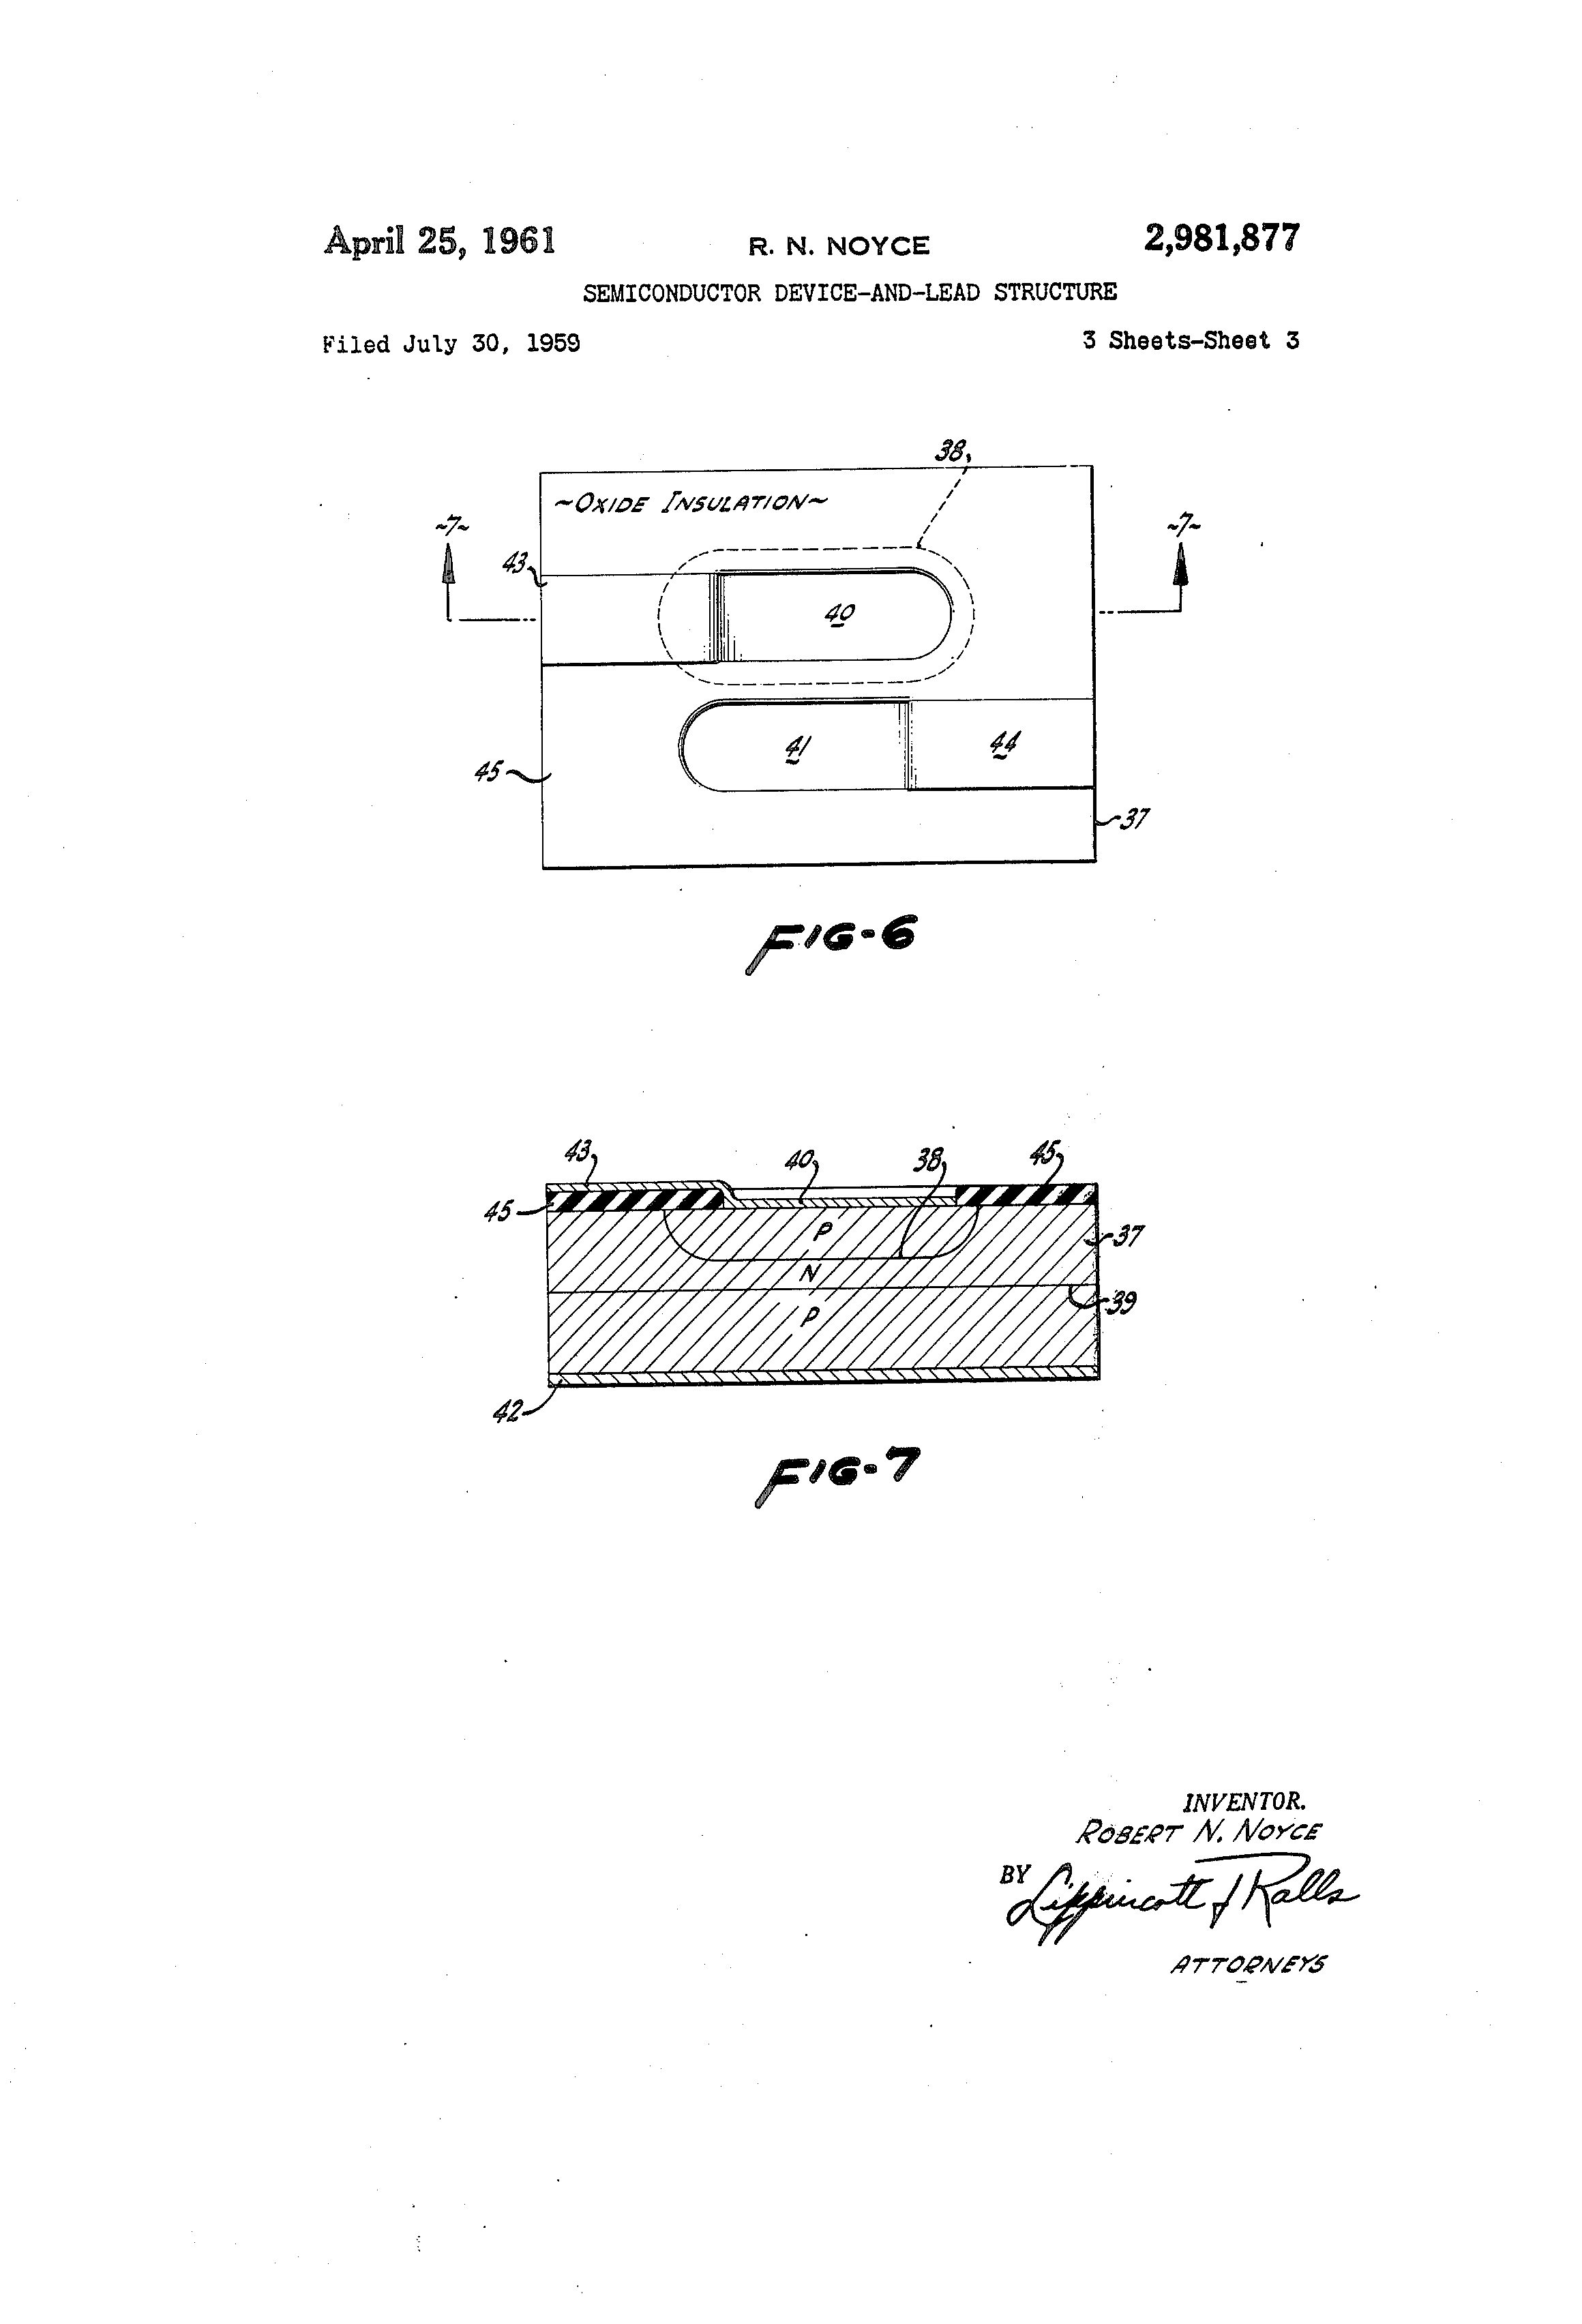 April 25, 1961 R. N. NOYCE 2,981,877
SEMICONDUCTOR DEVICE-AND-LEAD STRUCTURE
Filed July 30, 1959 3 Sheets-Sheet 3
38
~OXIDE INSULATION~
~7~ ~7~
43
40
41 44
45
37
FIG-6
43 40 38 45
45
P
37
N
39
P
42
FIG-7
INVENTOR.
ROBERT N. NOYCE
BY Lippincott & Ralls
ATTORNEYS